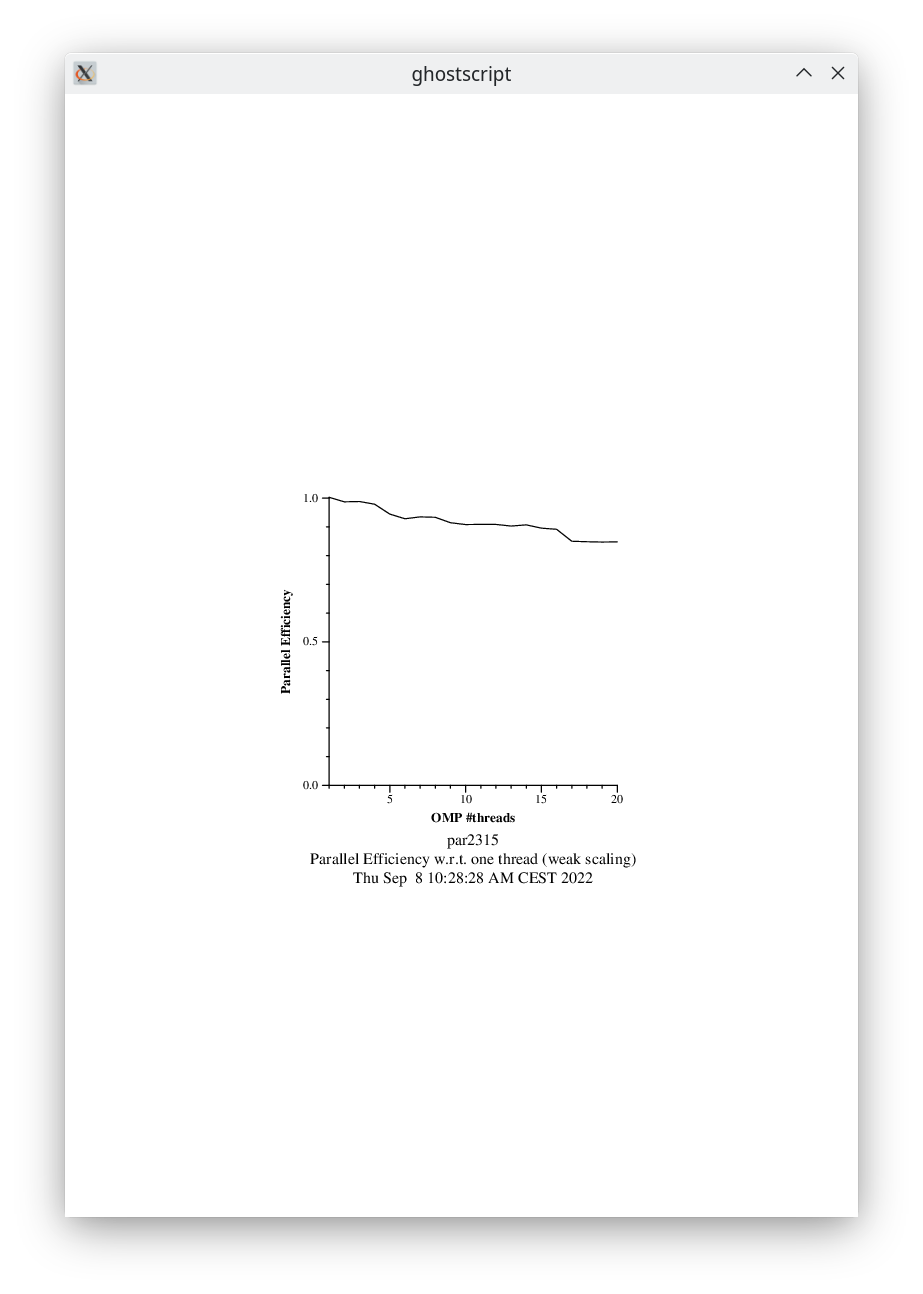 ghostscript
1.0
0.5
0.0
Parallel Efficiency
5 10 15 20
OMP #threads
par2315
Parallel Efficiency w.r.t. one thread (weak scaling)
Thu Sep  8 10:28:28 AM CEST 2022